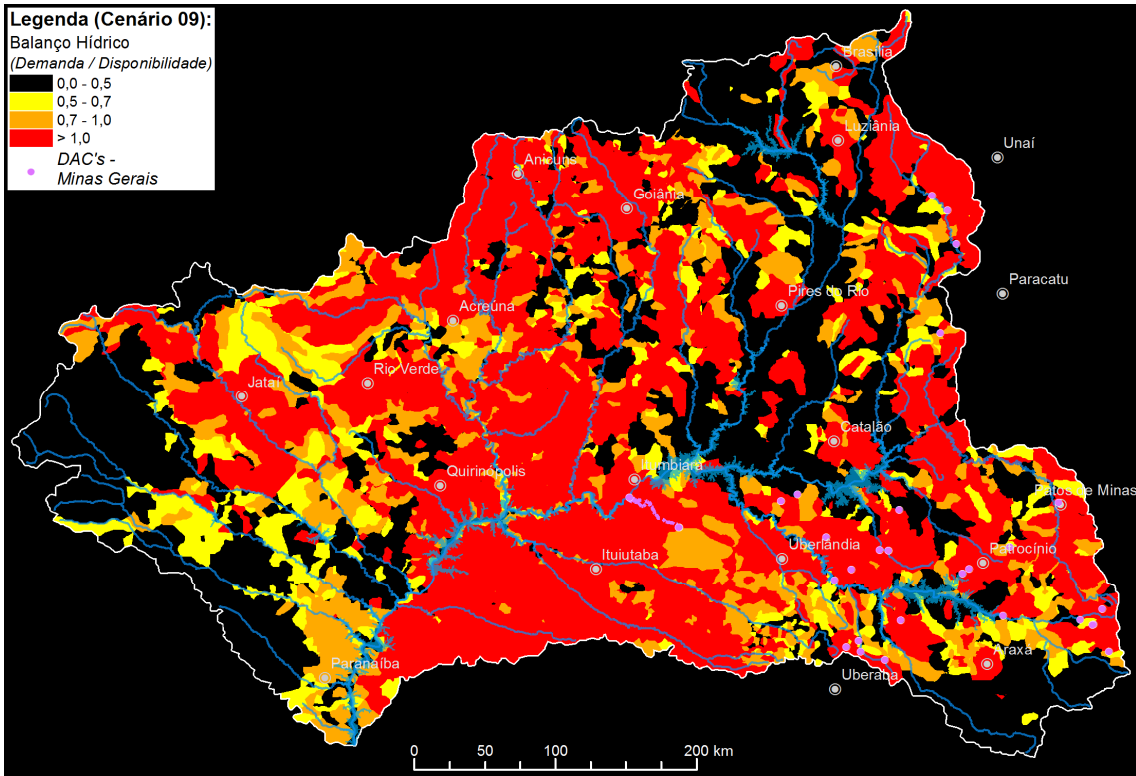 Legenda (Cenário 09):
Balanço Hídrico
(Demanda / Disponibilidade)
0,0 - 0,5
0,5 - 0,7
0,7 - 1,0
> 1,0
DAC's -
Minas Gerais
Brasília
Luziânia
Unaí
Anicuns
Goiânia
Paracatu
Pires do Rio
Acreúna
Rio Verde
Jataí
Catalão
Quirinópolis
Itumbiara
Patos de Minas
Uberlândia
Patrocínio
Ituiutaba
Araxa
Paranaíba
Uberaba
0 50 100 200 km